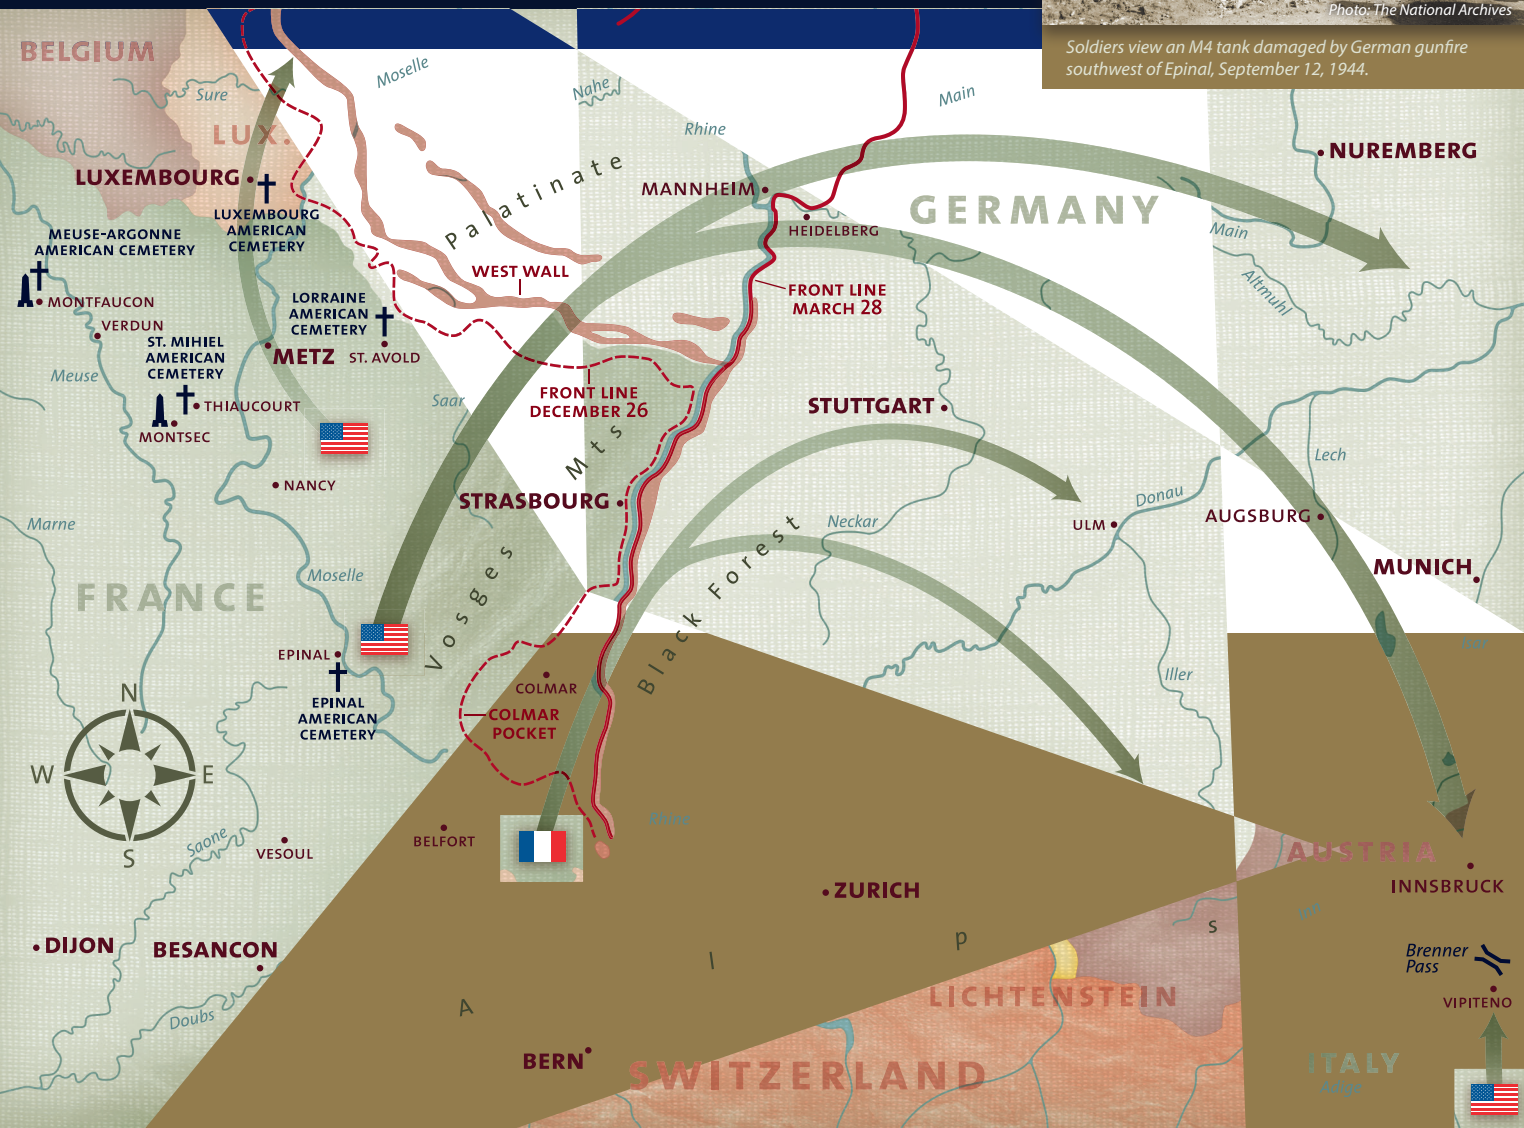 Photo: The National Archives
Soldiers view an M4 tank damaged by German gunfire
southwest of Epinal, September 12, 1944.
BELGIUM
Sure
Moselle
Nahe
Main
Rhine
LUX.
NUREMBERG
LUXEMBOURG
Palatinate
MANNHEIM
GERMANY
LUXEMBOURG
AMERICAN
CEMETERY
HEIDELBERG
Main
MEUSE-ARGONNE
AMERICAN CEMETERY
WEST WALL
Altmuhl
MONTFAUCON
LORRAINE
AMERICAN
CEMETERY
FRONT LINE
MARCH 28
VERDUN
ST. MIHIEL
AMERICAN
CEMETERY
METZ
ST. AVOLD
Meuse
THIAUCOURT
Saar
FRONT LINE
DECEMBER 26
STUTTGART
MONTSEC
Lech
NANCY
STRASBOURG
Donau
Marne
Neckar
ULM
AUGSBURG
Vosges Mts
Black Forest
Moselle
FRANCE
MUNICH
EPINAL
COLMAR
Iller
EPINAL
AMERICAN
CEMETERY
COLMAR
POCKET
N
W
E
S
Rhine
Saone
VESOUL
BELFORT
AUSTRIA
ZURICH
INNSBRUCK
Inn
DIJON
BESANCON
Alps
Brenner
Pass
LICHTENSTEIN
VIPITENO
Doubs
BERN
SWITZERLAND
ITALY
Adige